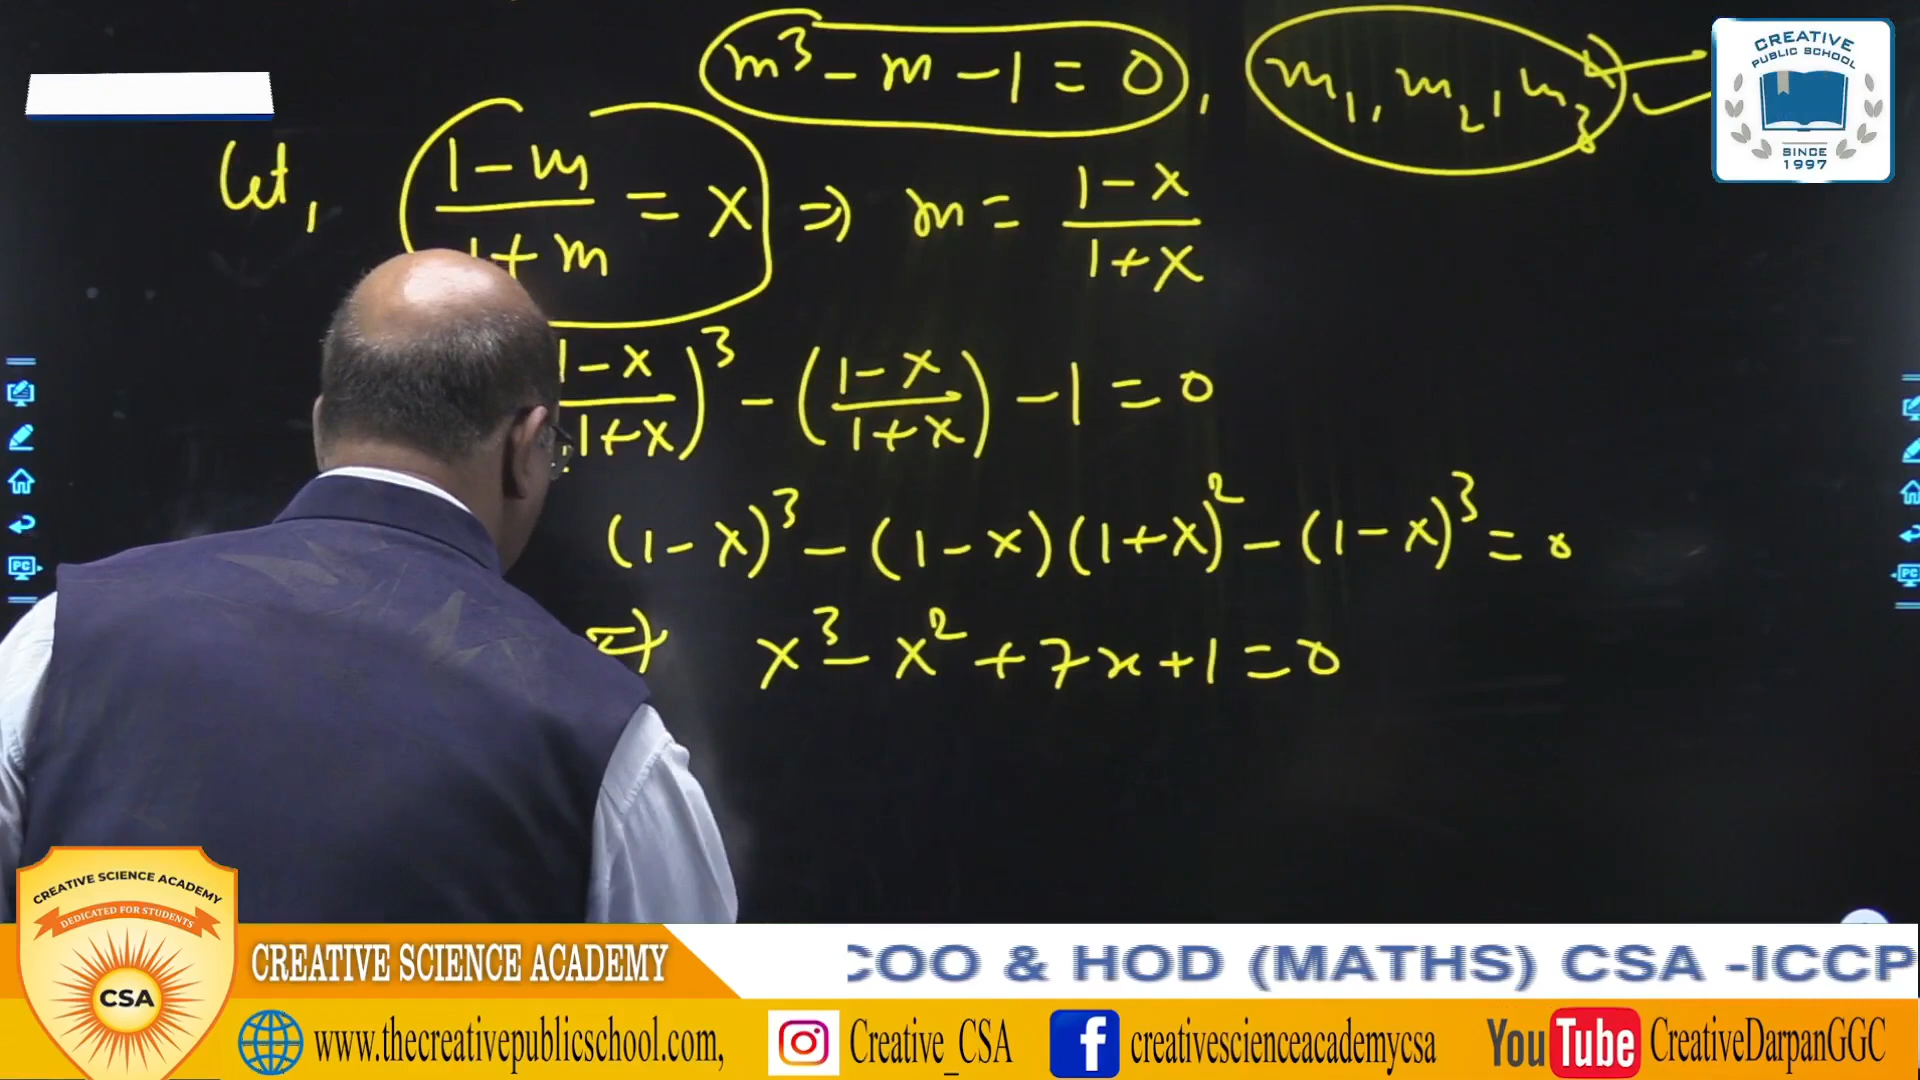 m³ - m - 1 = 0, m₁, m₂, m₃
CREATIVE
PUBLIC SCHOOL
SINCE
1997
Let, (1-m)/(1+m) = x ⇒ m = (1-x)/(1+x)
1-x/1+x)³ - ((1-x)/(1+x)) - 1 = 0
(1-x)³ - (1-x)(1+x)² - (1-x)³ = 0
⇒ x³ - x² + 7x + 1 = 0
PC
PC
CREATIVE SCIENCE ACADEMY
DEDICATED FOR STUDENTS
CSA
CREATIVE SCIENCE ACADEMY
COO & HOD (MATHS) CSA -ICCP
www.thecreativepublicschool.com, Creative_CSA creativescienceacademycsa YouTube CreativeDarpanGGC